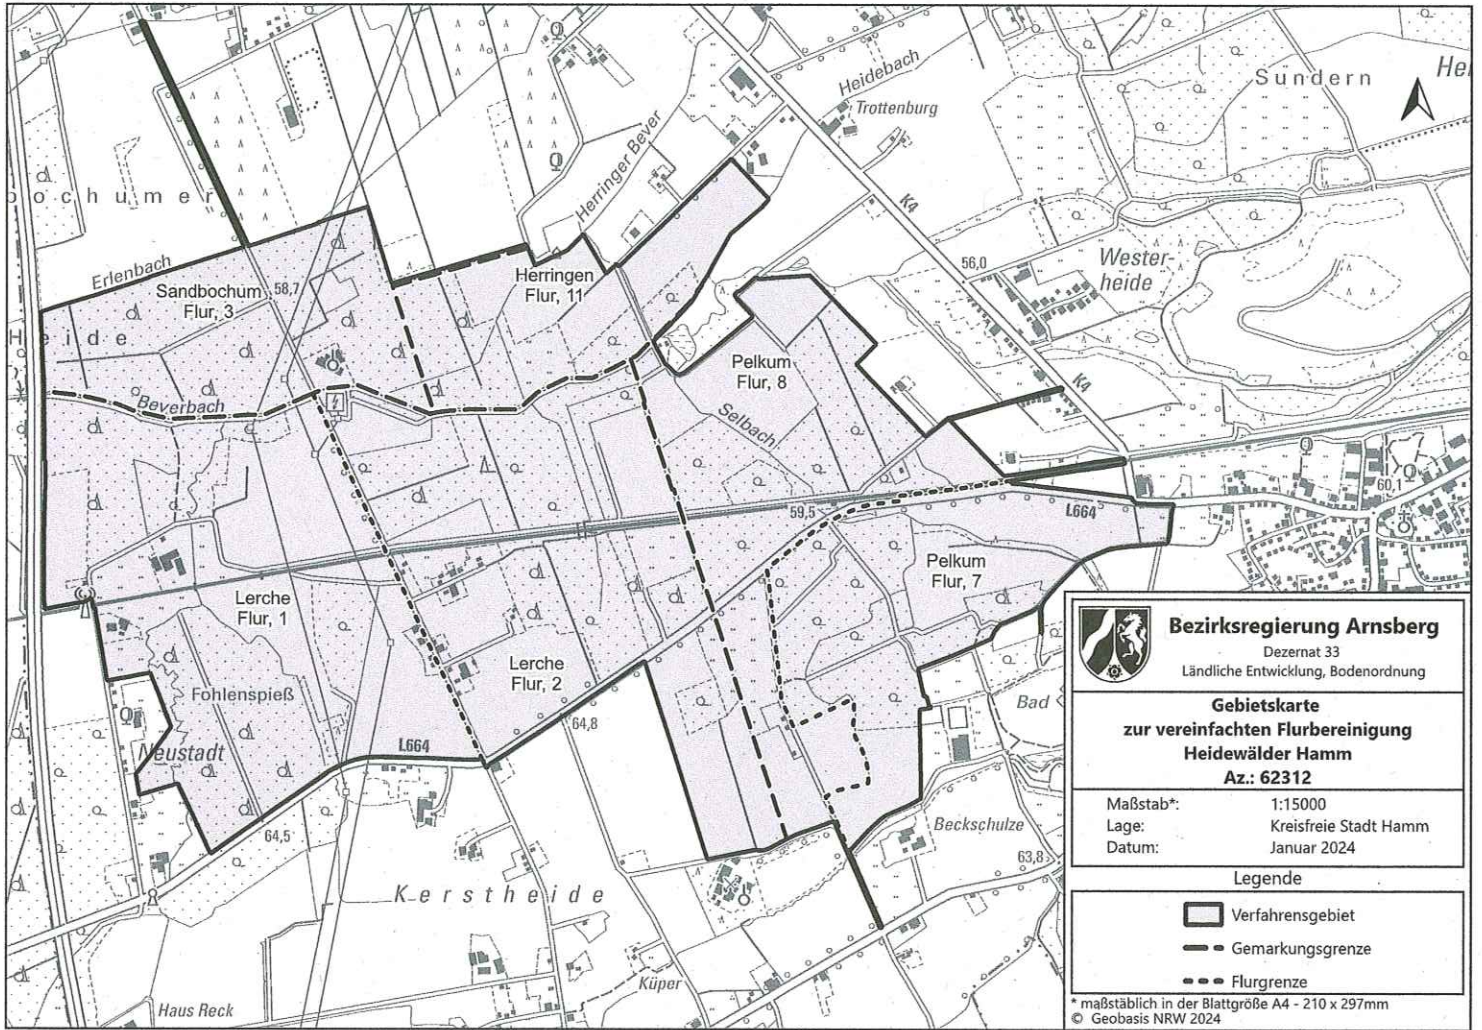 Sundern
Heidebach
Trottenburg
Herringer Bever
K4
56,0
Wester-
heide
Erlenbach
Sandbochum
Flur, 3
58,7
Herringen
Flur, 11
Heide
Pelkum
Flur, 8
K4
Beverbach
Selbach
60,1
59,5
L664
Pelkum
Flur, 7
Lerche
Flur, 1
Lerche
Flur, 2
Fohlenspieß
Neustadt
64,8
L664
Bad
64,5
Beckschulze
63,8
Kerstheide
Küper
Haus Reck
Bezirksregierung Arnsberg
Dezernat 33
Ländliche Entwicklung, Bodenordnung
Gebietskarte
zur vereinfachten Flurbereinigung
Heidewälder Hamm
Az.: 62312
Maßstab*: 1:15000
Lage: Kreisfreie Stadt Hamm
Datum: Januar 2024
Legende
Verfahrensgebiet
Gemarkungsgrenze
Flurgrenze
* maßstäblich in der Blattgröße A4 - 210 x 297mm
© Geobasis NRW 2024